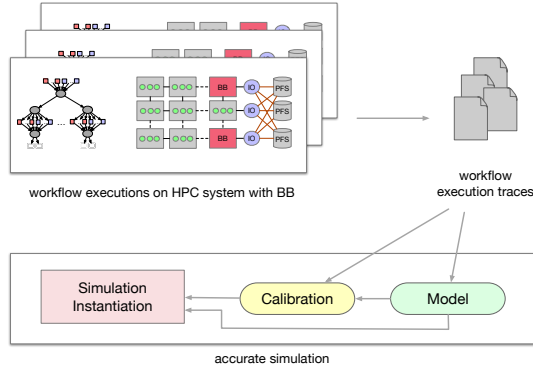 BB
IO
PFS
IO
PFS
BB
IO
PFS
workflow executions on HPC system with BB
workflow
execution traces
Simulation
Instantiation
Calibration
Model
accurate simulation